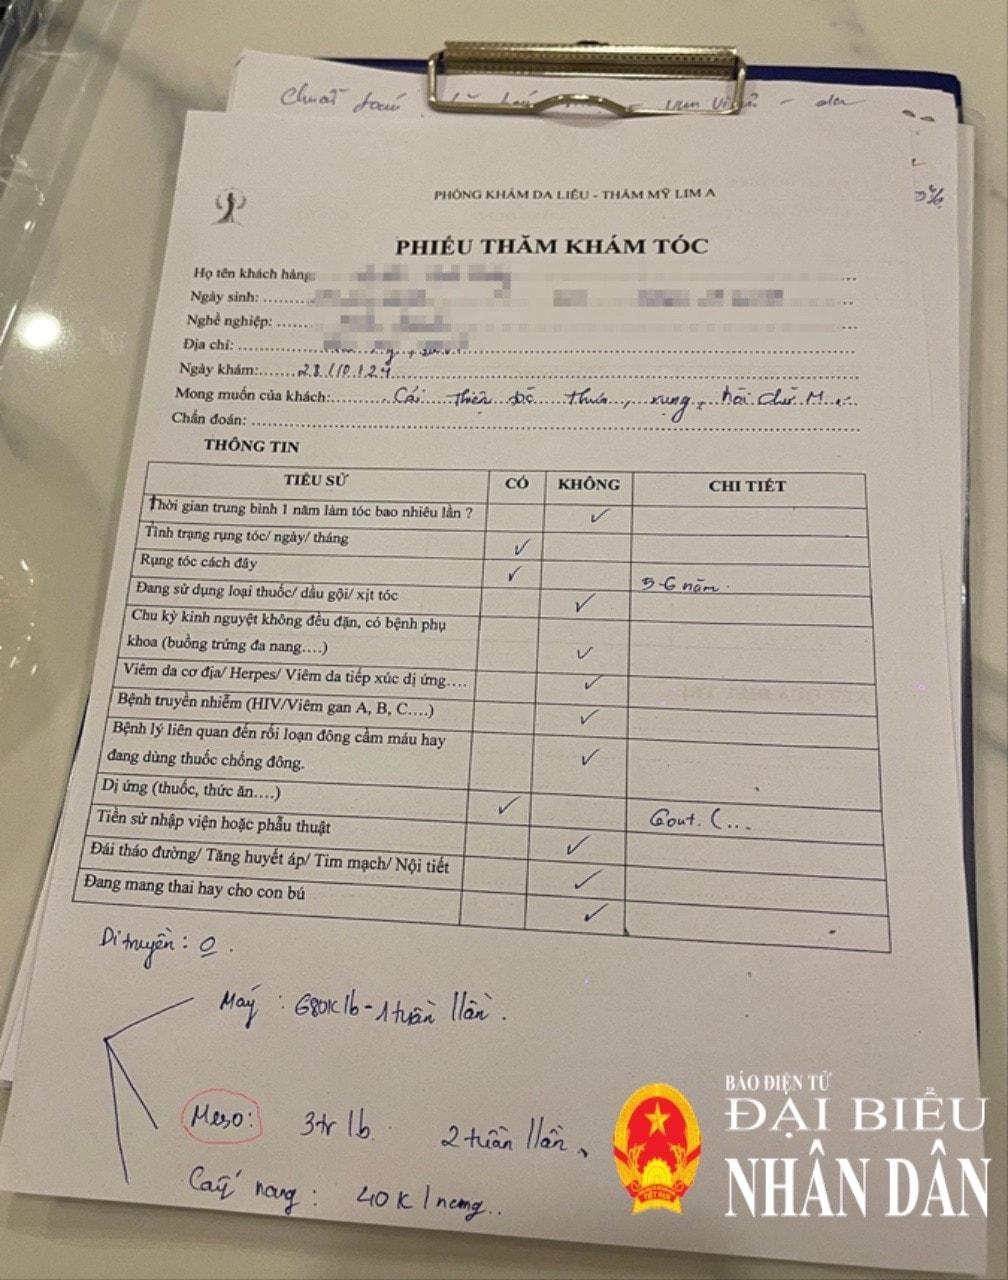 Chuối
PHÒNG KHÁM DA LIỄU - THẨM MỸ LIM A
PHIẾU THĂM KHÁM TÓC
Họ tên khách hàng:
Ngày sinh:
Nghề nghiệp:
Địa chỉ:
Ngày khám: 28/10/24
Mong muốn của khách: Cải thiện tóc thưa, rụng, hói chữ M
Chẩn đoán:
THÔNG TIN
TIỂU SỬ CÓ KHÔNG CHI TIẾT
Thời gian trung bình 1 năm làm tóc bao nhiêu lần ? ✓
Tình trạng rụng tóc/ ngày/ tháng ✓
Rụng tóc cách đây ✓ 5-6 năm.
Đang sử dụng loại thuốc/ dầu gội/ xịt tóc ✓
Chu kỳ kinh nguyệt không đều đặn, có bệnh phụ
khoa (buồng trứng đa nang....) ✓
Viêm da cơ địa/ Herpes/ Viêm da tiếp xúc dị ứng.... ✓
Bệnh truyền nhiễm (HIV/Viêm gan A, B, C....) ✓
Bệnh lý liên quan đến rối loạn đông cầm máu hay
đang dùng thuốc chống đông. ✓
Dị ứng (thuốc, thức ăn....) ✓ Gout. (...
Tiền sử nhập viện hoặc phẫu thuật ✓
Đái tháo đường/ Tăng huyết áp/ Tim mạch/ Nội tiết ✓
Đang mang thai hay cho con bú ✓
Di truyền: 0.
Máy: 680k/b - 1 tuần 1 lần.
Meso: 3tr/b. 2 tuần 1 lần.
Cấy nang: 40k/nang..
BÁO ĐIỆN TỬ
ĐẠI BIỂU
NHÂN DÂN